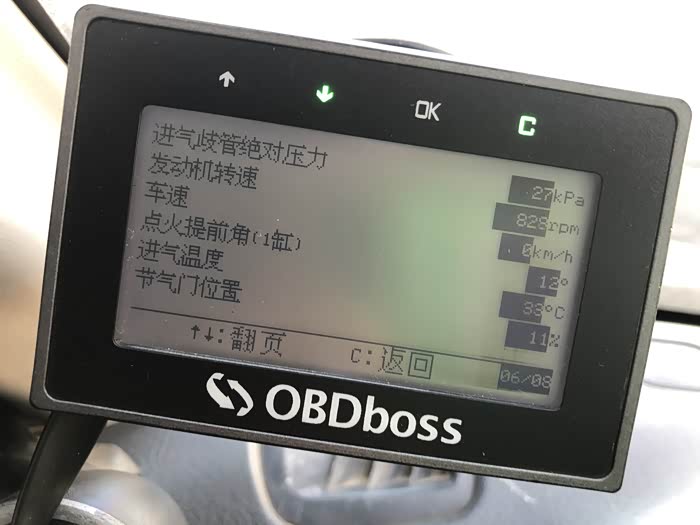 ↑ ↓ OK C
进气歧管绝对压力 27kPa
发动机转速 828rpm
车速 0km/h
点火提前角(1缸) 12°
进气温度 33℃
节气门位置 11%
↑↓:翻页 C:返回 06/08
OBDboss